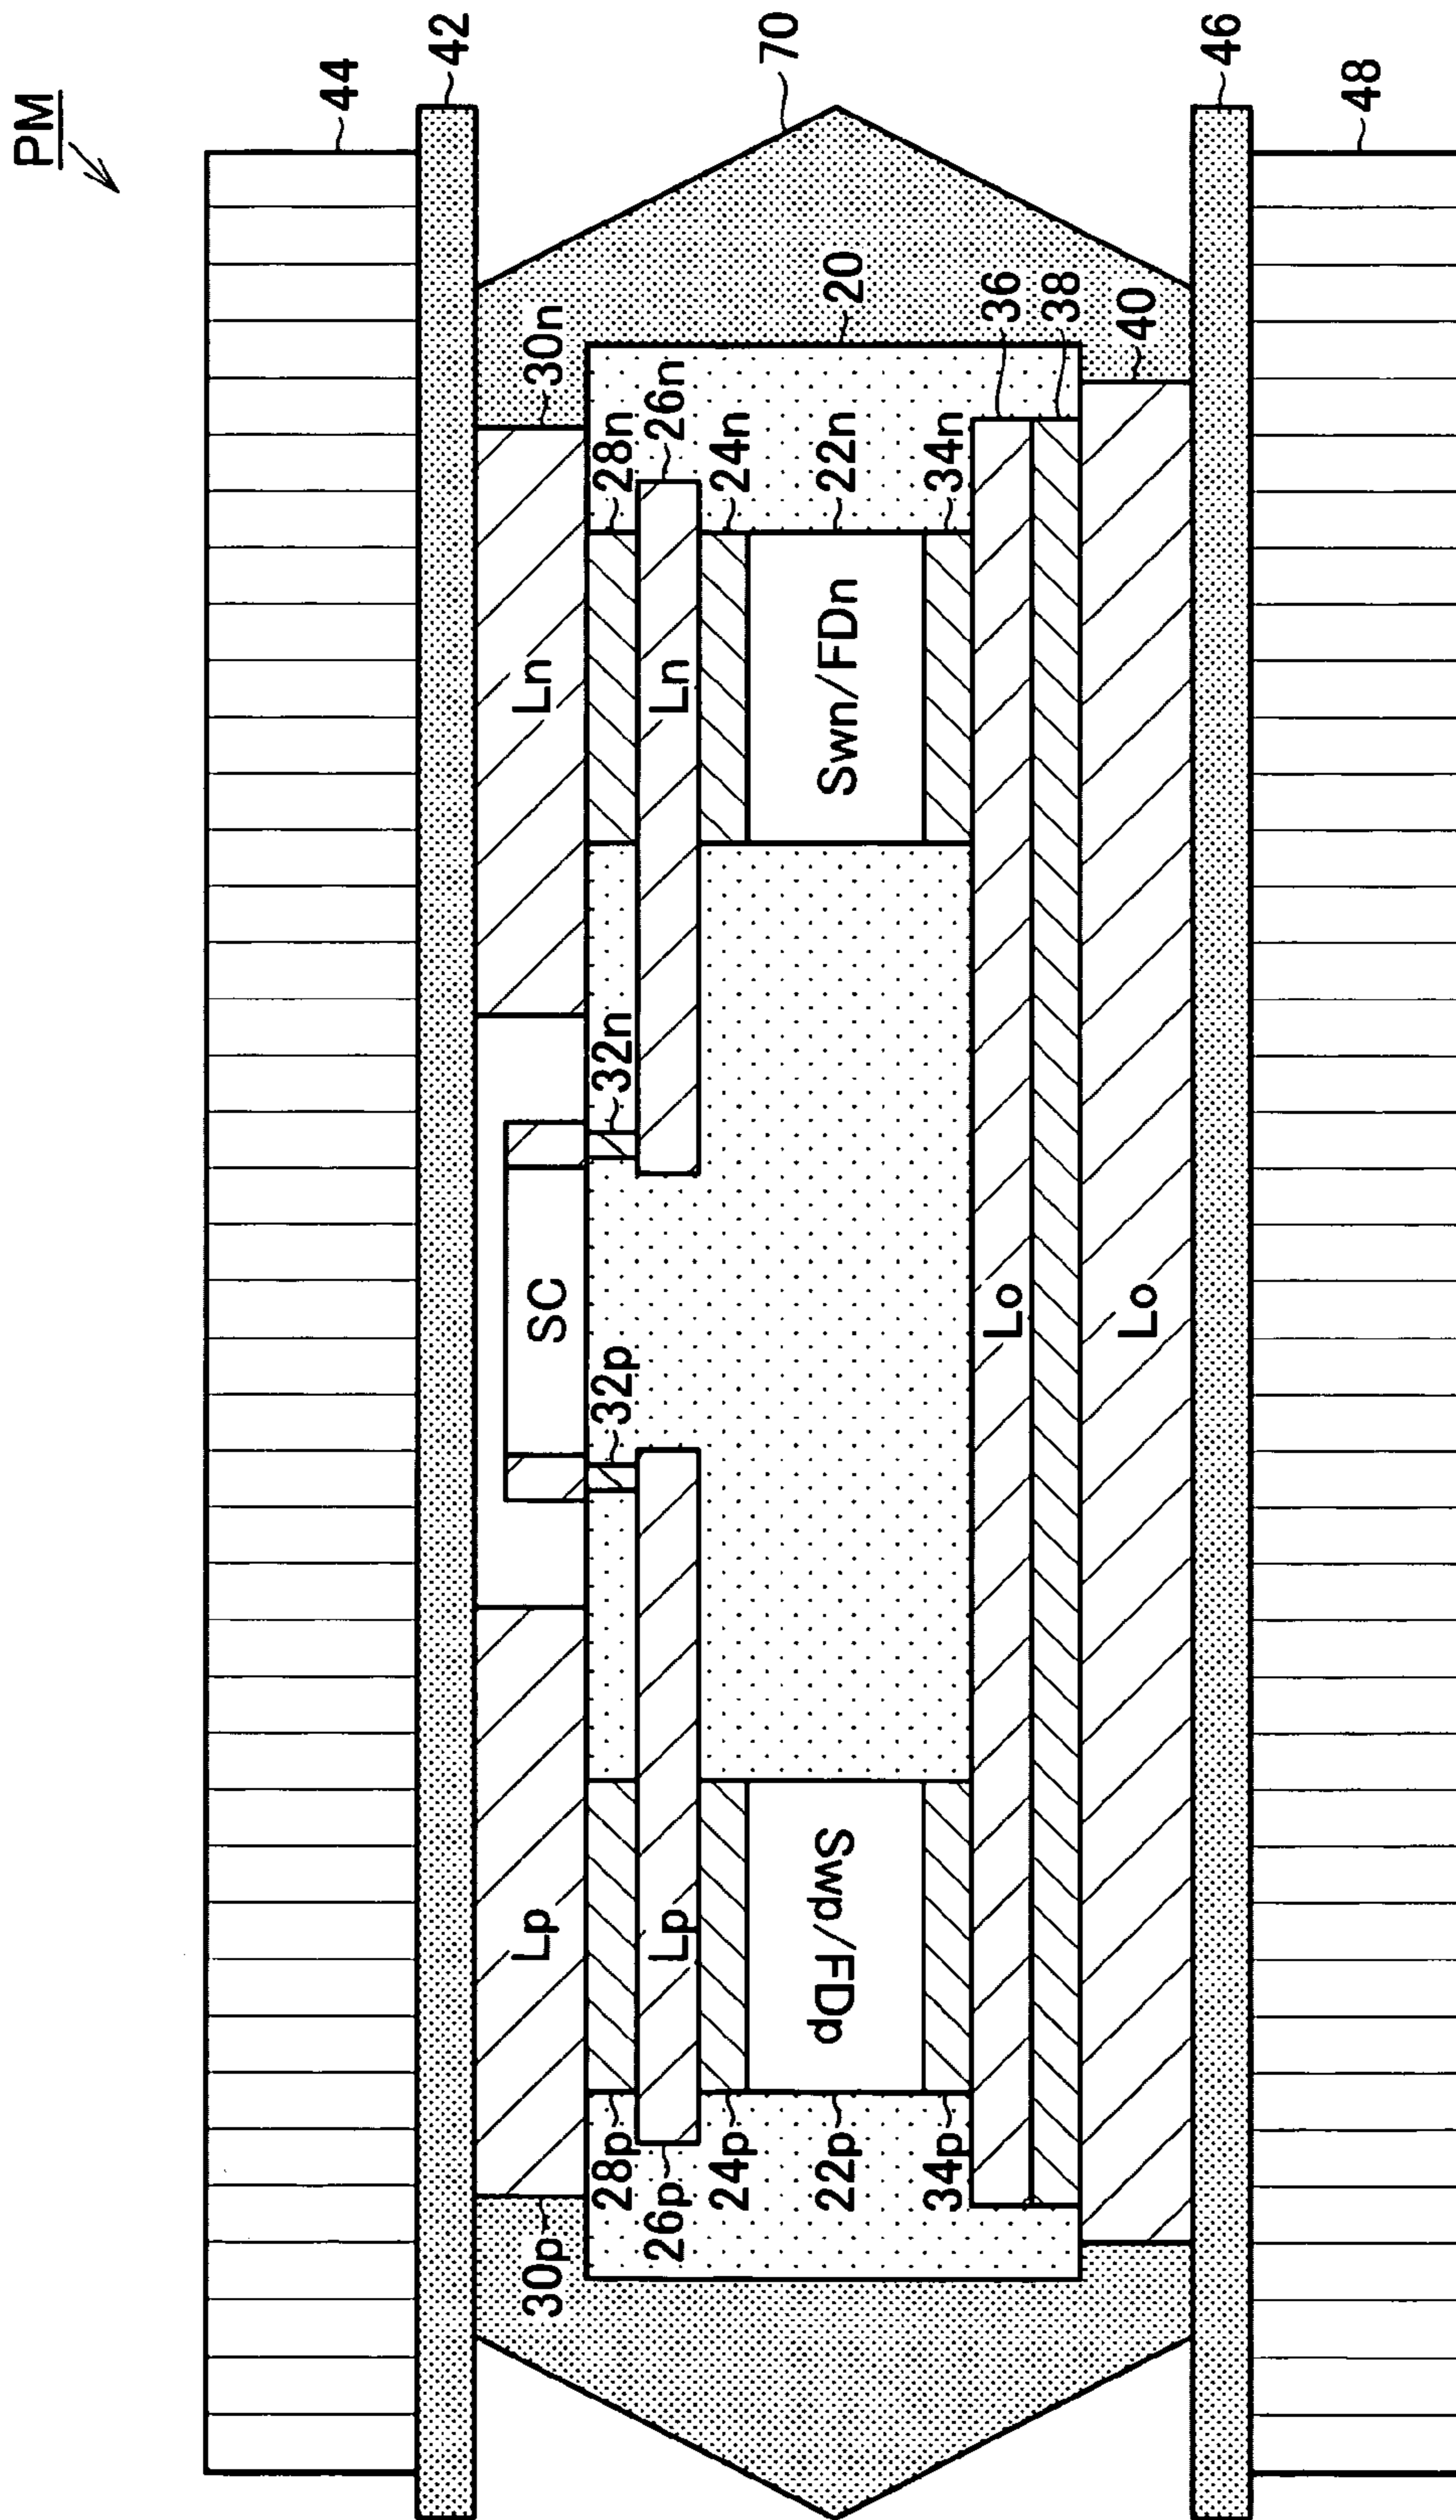 PM
44
42
70
46
48
30n
20
36
38
40
28n
26n
24n
22n
34n
Ln
Ln
Swn/FDn
32n
SC
Lo
Lo
32p
Lp
Lp
Swp/FDp
28p
26p
24p
22p
34p
30p